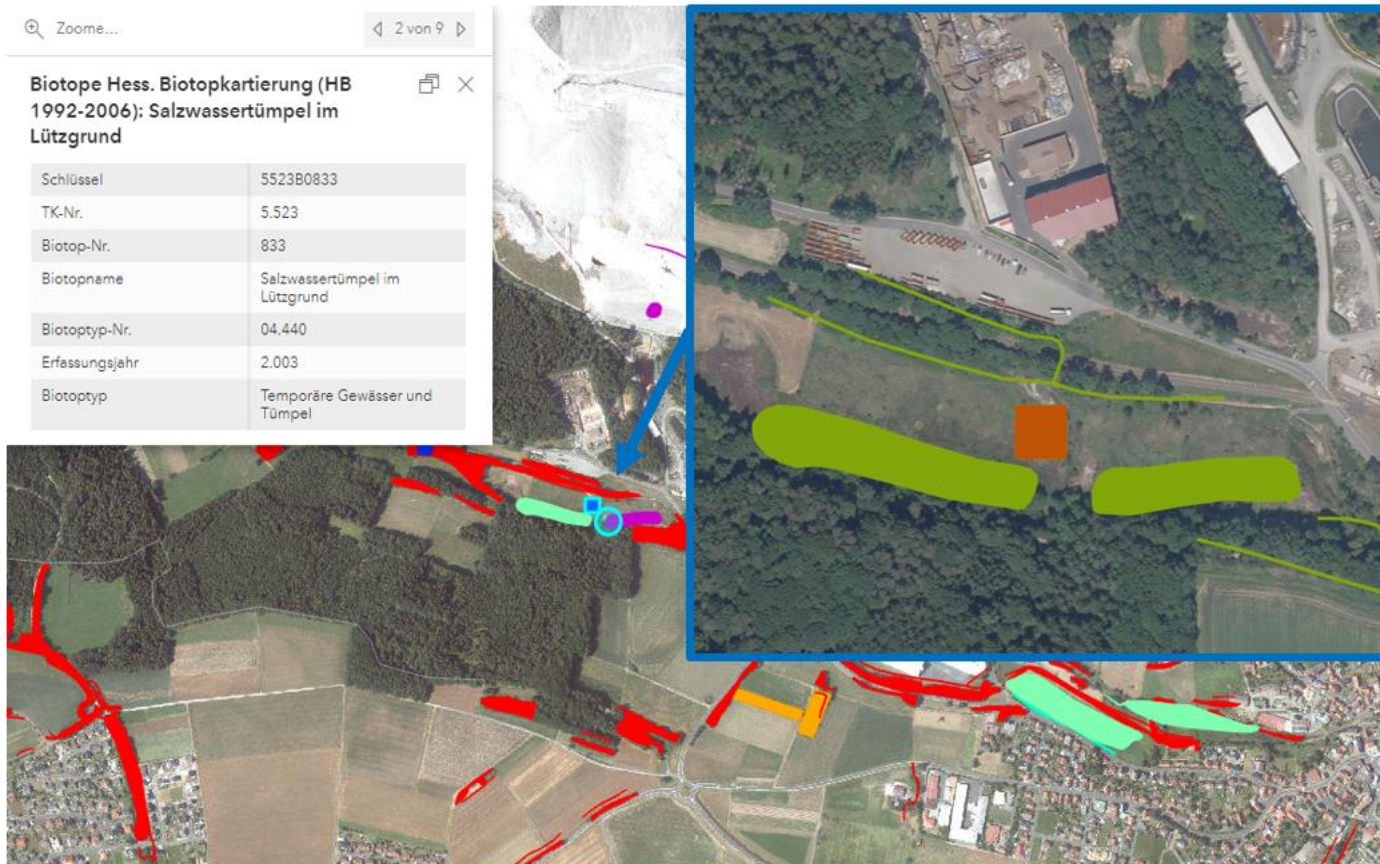 Zoome...
2 von 9
Biotope Hess. Biotopkartierung (HB
1992-2006): Salzwassertümpel im
Lützgrund
Schlüssel 5523B0833
TK-Nr. 5.523
Biotop-Nr. 833
Biotopname Salzwassertümpel im
Lützgrund
Biotoptyp-Nr. 04.440
Erfassungsjahr 2.003
Biotoptyp Temporäre Gewässer und
Tümpel